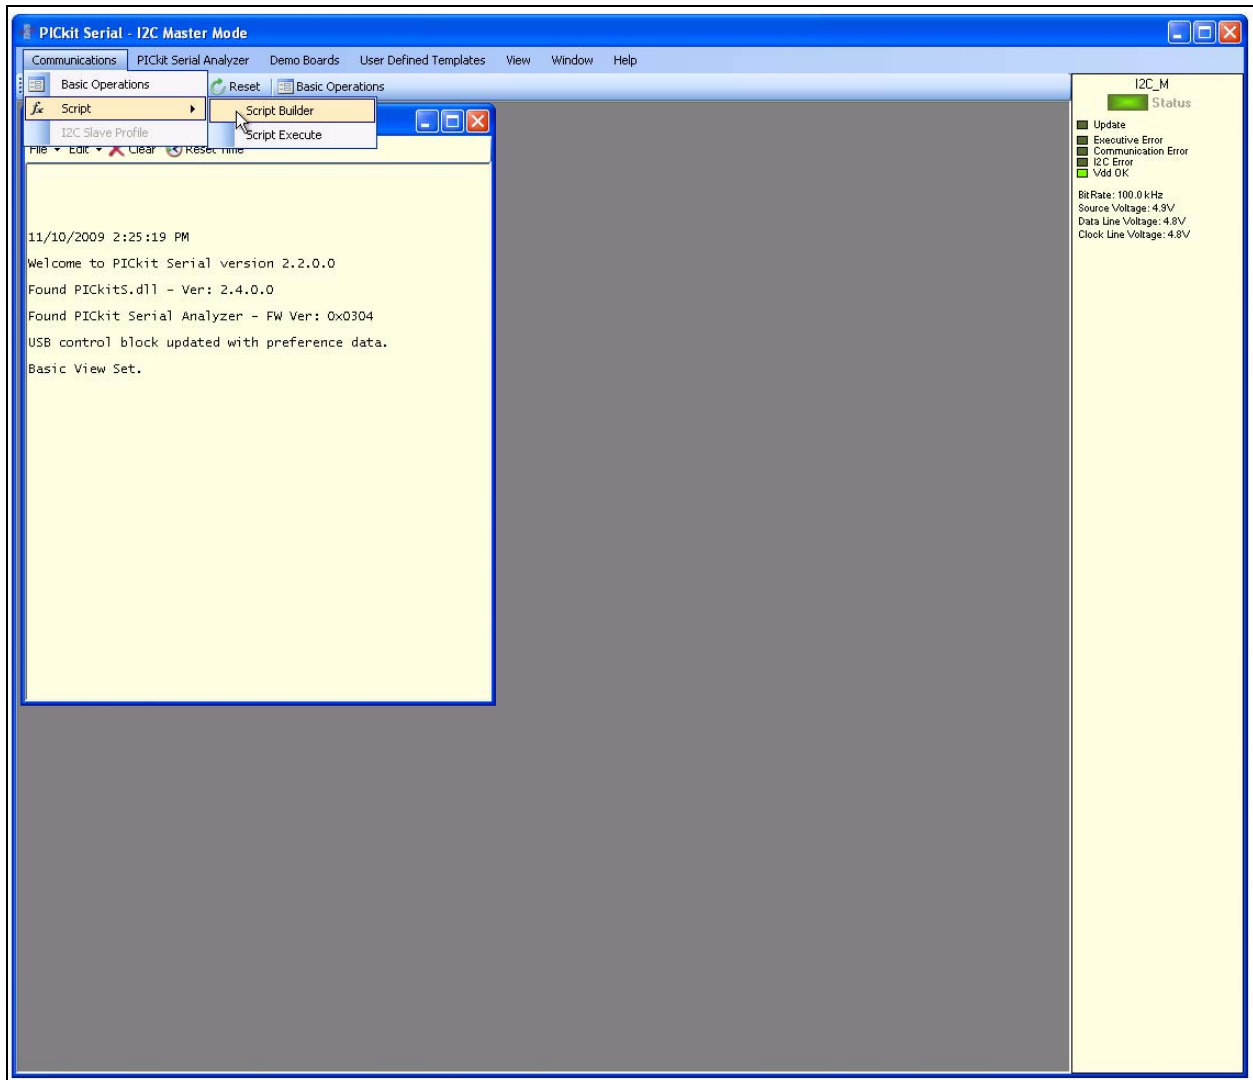 PICkit Serial - I2C Master Mode
Communications PICkit Serial Analyzer Demo Boards User Defined Templates View Window Help
Basic Operations
Reset Basic Operations
Script
Script Builder
I2C Slave Profile
Script Execute
File Edit Clear Reset Time
11/10/2009 2:25:19 PM
Welcome to PICkit Serial version 2.2.0.0
Found PICkitS.dll - Ver: 2.4.0.0
Found PICkit Serial Analyzer - FW Ver: 0x0304
USB control block updated with preference data.
Basic View Set.
I2C_M
Status
Update
Executive Error
Communication Error
I2C Error
Vdd OK
BitRate: 100.0 kHz
Source Voltage: 4.9V
Data Line Voltage: 4.8V
Clock Line Voltage: 4.8V